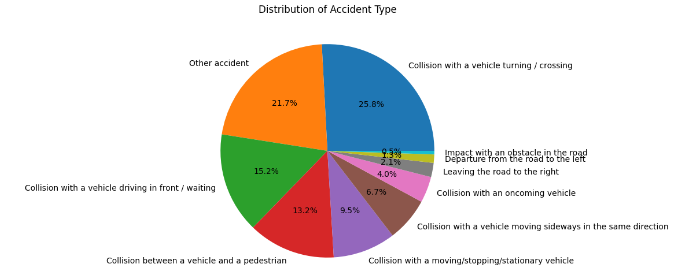 Distribution of Accident Type
Collision with a vehicle turning / crossing
25.8%
Other accident
21.7%
Collision with a vehicle driving in front / waiting
15.2%
Collision between a vehicle and a pedestrian
13.2%
Collision with a moving/stopping/stationary vehicle
9.5%
Collision with a vehicle moving sideways in the same direction
6.7%
Collision with an oncoming vehicle
4.0%
Leaving the road to the right
2.1%
Departure from the road to the left
Impact with an obstacle in the road
0.5%